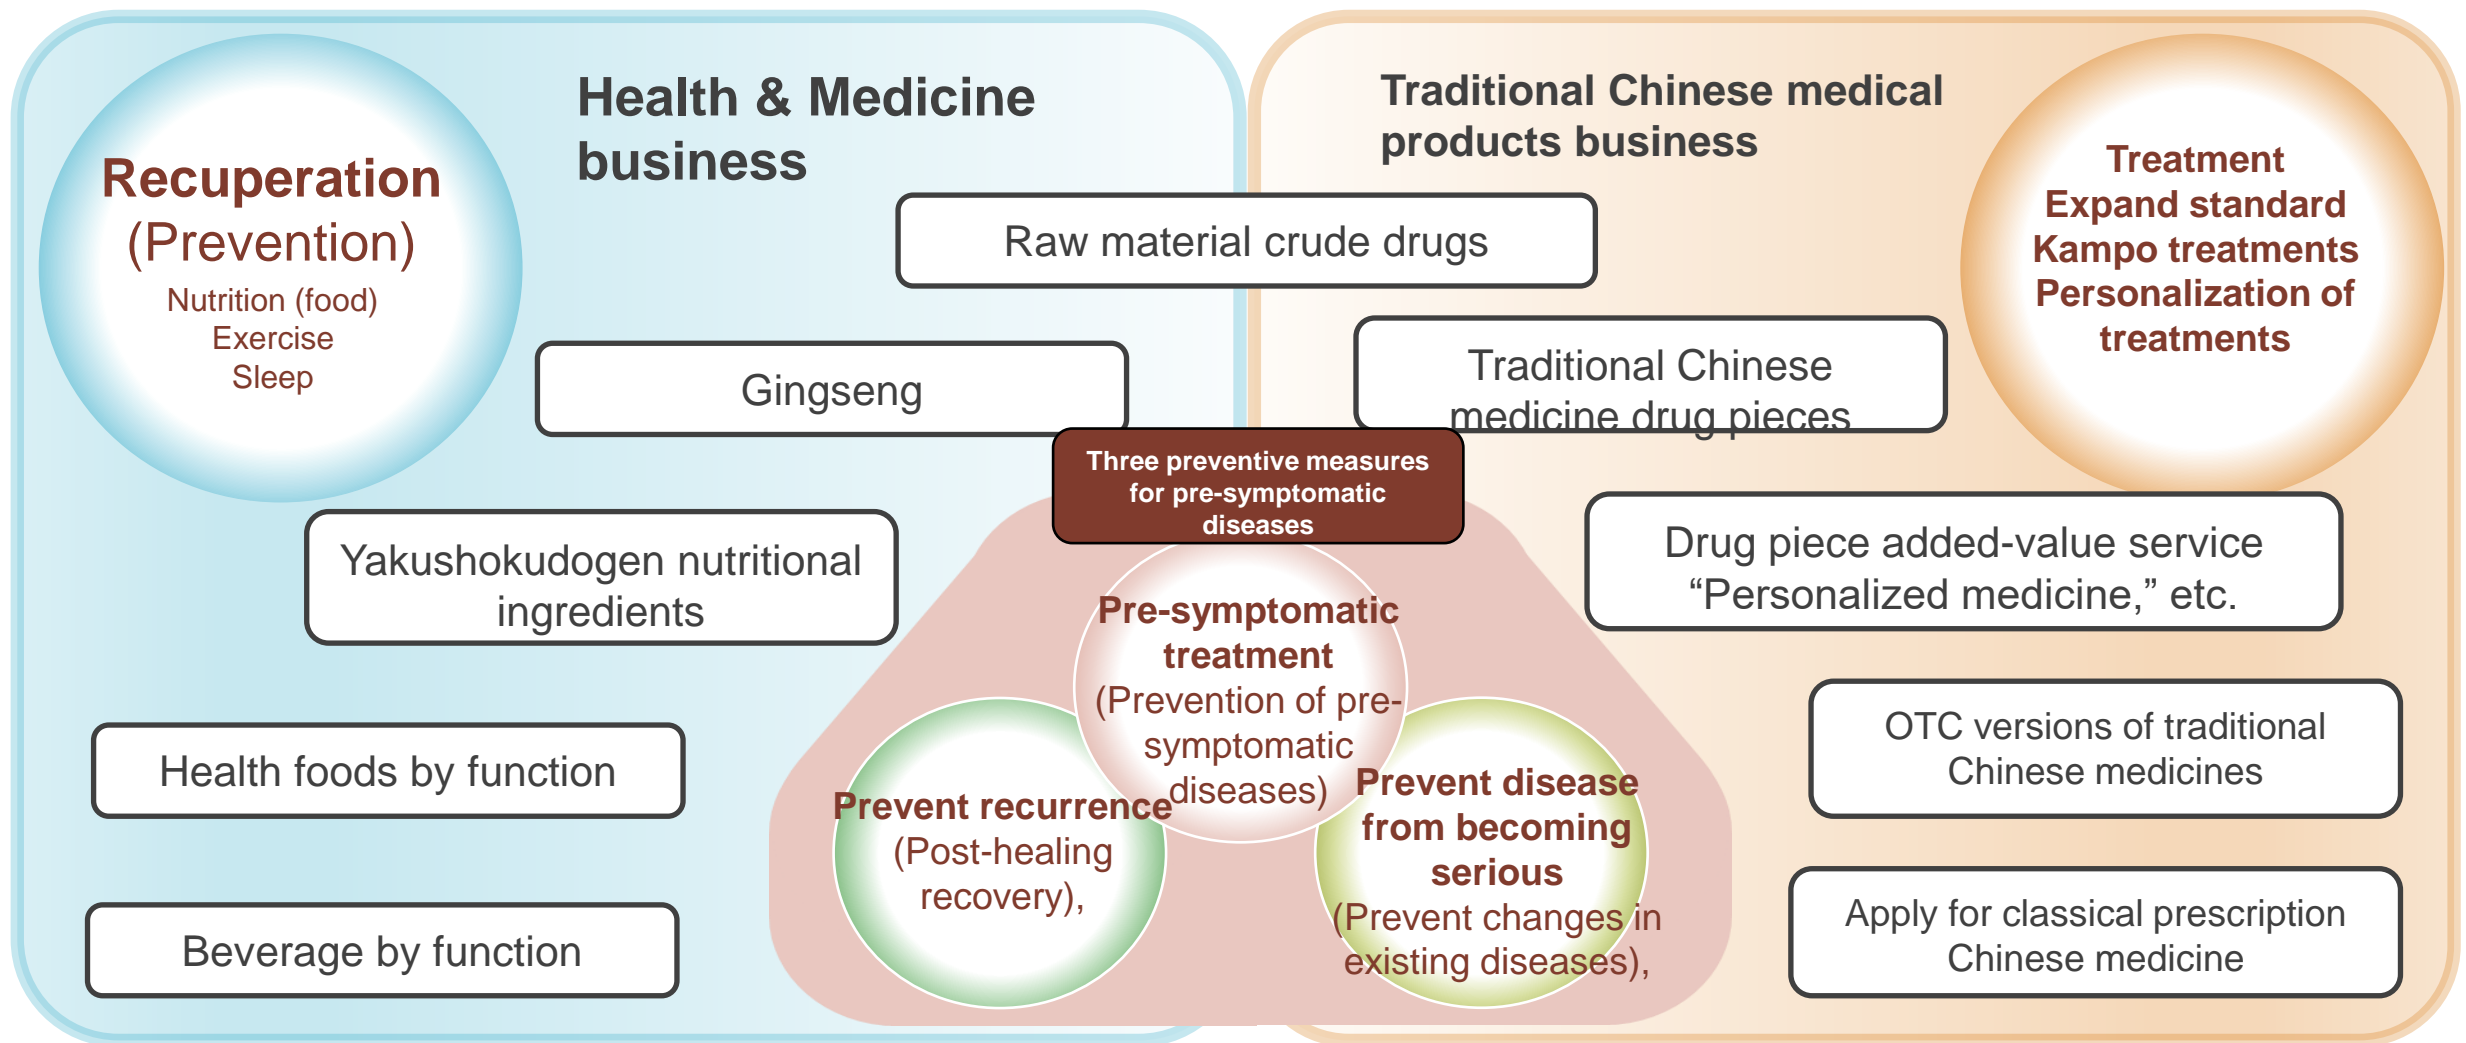 Health & Medicine
business
Traditional Chinese medical
products business
Recuperation
(Prevention)
Nutrition (food)
Exercise
Sleep
Treatment
Expand standard
Kampo treatments
Personalization of
treatments
Raw material crude drugs
Gingseng
Traditional Chinese
medicine drug pieces
Three preventive measures
for pre-symptomatic
diseases
Yakushokudogen nutritional
ingredients
Drug piece added-value service
“Personalized medicine,” etc.
Pre-symptomatic
treatment
(Prevention of pre-
symptomatic
diseases)
Health foods by function
Prevent recurrence
(Post-healing
recovery),
Prevent disease
from becoming
serious
(Prevent changes in
existing diseases),
OTC versions of traditional
Chinese medicines
Beverage by function
Apply for classical prescription
Chinese medicine